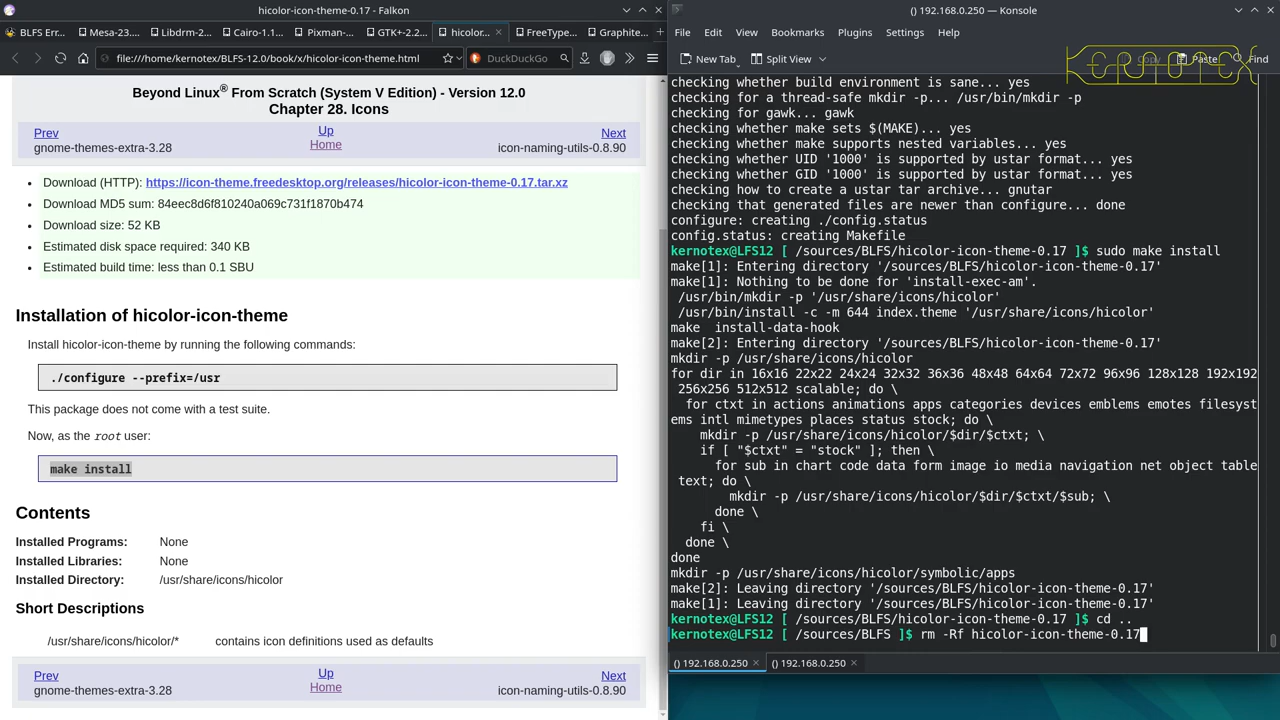 hicolor-icon-theme-0.17 - Falkon
BLFS Err...
Mesa-23....
Libdrm-2...
Cairo-1.1...
Pixman-...
GTK+-2.2...
hicolor...
FreeType...
Graphite...
file:///home/kernotex/BLFS-12.0/book/x/hicolor-icon-theme.html
DuckDuckGo
Beyond Linux® From Scratch (System V Edition) - Version 12.0
Chapter 28. Icons
Prev
Up
Next
gnome-themes-extra-3.28
Home
icon-naming-utils-0.8.90
Download (HTTP): https://icon-theme.freedesktop.org/releases/hicolor-icon-theme-0.17.tar.xz
Download MD5 sum: 84eec8d6f810240a069c731f1870b474
Download size: 52 KB
Estimated disk space required: 340 KB
Estimated build time: less than 0.1 SBU
Installation of hicolor-icon-theme
Install hicolor-icon-theme by running the following commands:
./configure --prefix=/usr
This package does not come with a test suite.
Now, as the root user:
make install
Contents
Installed Programs: None
Installed Libraries: None
Installed Directory: /usr/share/icons/hicolor
Short Descriptions
/usr/share/icons/hicolor/* contains icon definitions used as defaults
Prev
Up
Next
gnome-themes-extra-3.28
Home
icon-naming-utils-0.8.90
() 192.168.0.250 — Konsole
File Edit View Bookmarks Plugins Settings Help
New Tab
Split View
Copy
Paste
Find
KERNOTEX
checking whether build environment is sane... yes
checking for a thread-safe mkdir -p... /usr/bin/mkdir -p
checking for gawk... gawk
checking whether make sets $(MAKE)... yes
checking whether make supports nested variables... yes
checking whether UID '1000' is supported by ustar format... yes
checking whether GID '1000' is supported by ustar format... yes
checking how to create a ustar tar archive... gnutar
checking that generated files are newer than configure... done
configure: creating ./config.status
config.status: creating Makefile
kernotex@LFS12 [ /sources/BLFS/hicolor-icon-theme-0.17 ]$ sudo make install
make[1]: Entering directory '/sources/BLFS/hicolor-icon-theme-0.17'
make[1]: Nothing to be done for 'install-exec-am'.
/usr/bin/mkdir -p '/usr/share/icons/hicolor'
/usr/bin/install -c -m 644 index.theme '/usr/share/icons/hicolor'
make  install-data-hook
make[2]: Entering directory '/sources/BLFS/hicolor-icon-theme-0.17'
mkdir -p /usr/share/icons/hicolor
for dir in 16x16 22x22 24x24 32x32 36x36 48x48 64x64 72x72 96x96 128x128 192x192
256x256 512x512 scalable; do \
for ctxt in actions animations apps categories devices emblems emotes filesyst
ems intl mimetypes places status stock; do \
mkdir -p /usr/share/icons/hicolor/$dir/$ctxt; \
if [ "$ctxt" = "stock" ]; then \
for sub in chart code data form image io media navigation net object table
text; do \
mkdir -p /usr/share/icons/hicolor/$dir/$ctxt/$sub; \
done \
fi \
done \
done
mkdir -p /usr/share/icons/hicolor/symbolic/apps
make[2]: Leaving directory '/sources/BLFS/hicolor-icon-theme-0.17'
make[1]: Leaving directory '/sources/BLFS/hicolor-icon-theme-0.17'
kernotex@LFS12 [ /sources/BLFS/hicolor-icon-theme-0.17 ]$ cd ..
kernotex@LFS12 [ /sources/BLFS ]$ rm -Rf hicolor-icon-theme-0.17
() 192.168.0.250
() 192.168.0.250